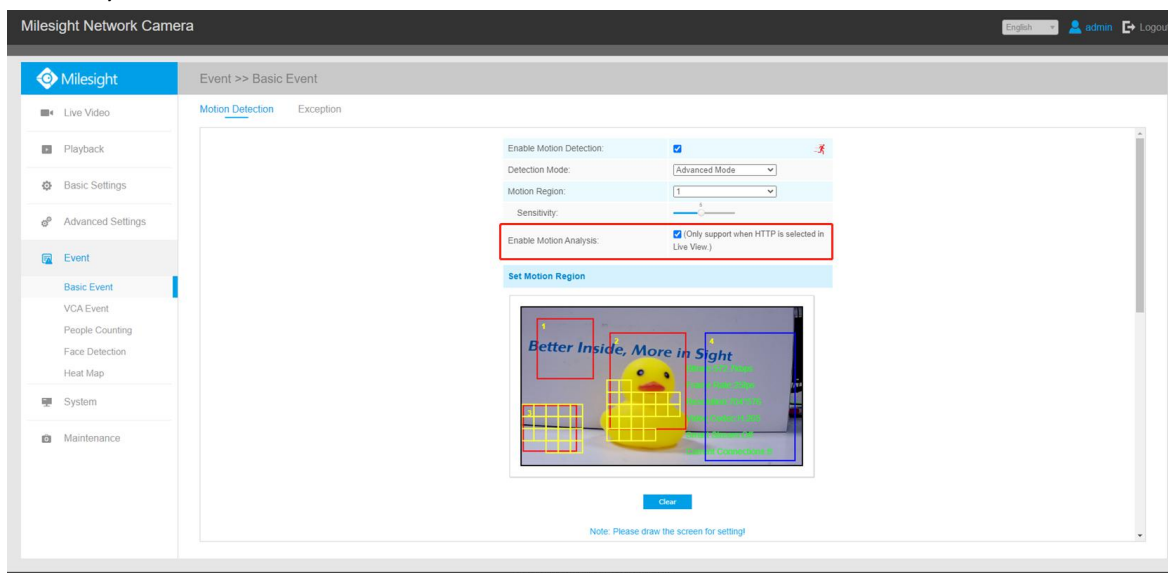 Milesight Network Camera
English
admin
Logout
Milesight
Event >> Basic Event
Live Video
Playback
Basic Settings
Advanced Settings
Event
Basic Event
VCA Event
People Counting
Face Detection
Heat Map
System
Maintenance
Motion Detection Exception
Enable Motion Detection:
Detection Mode: Advanced Mode
Motion Region: 1
Sensitivity:
Enable Motion Analysis: (Only support when HTTP is selected in
Live View.)
Set Motion Region
1
2
4
Better Inside, More in Sight
Clear
Note: Please draw the screen for setting!